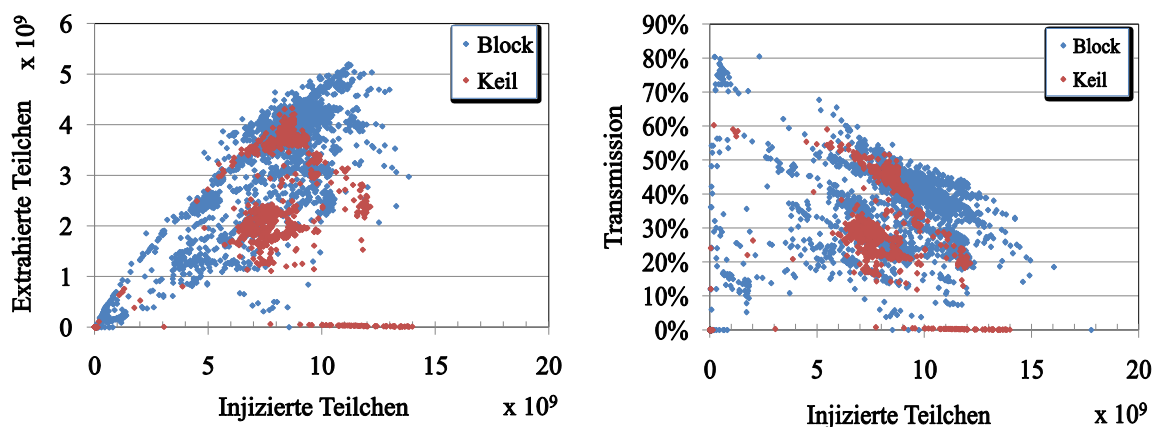 x 10⁹
Extrahierte Teilchen
6
5
4
3
2
1
0
Block
Keil
0 5 10 15 20
Injizierte Teilchen x 10⁹
Transmission
90%
80%
70%
60%
50%
40%
30%
20%
10%
0%
Block
Keil
0 5 10 15 20
Injizierte Teilchen x 10⁹